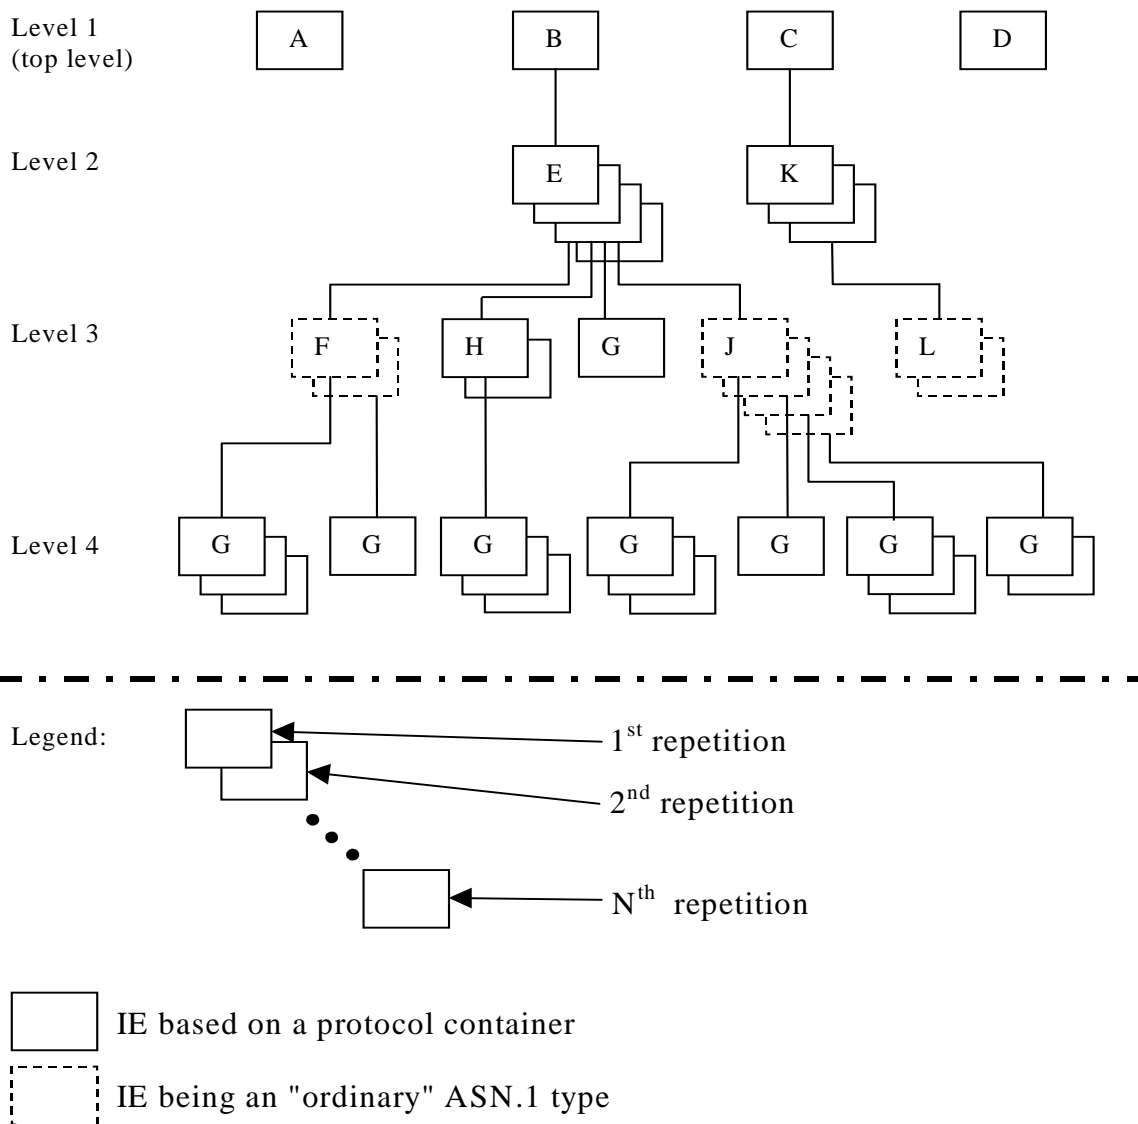 Level 1
(top level)
A
B
C
D
Level 2
E
K
Level 3
F
H
G
J
L
Level 4
G
G
G
G
G
G
G
Legend:
1st repetition
2nd repetition
Nth repetition
IE based on a protocol container
IE being an "ordinary" ASN.1 type